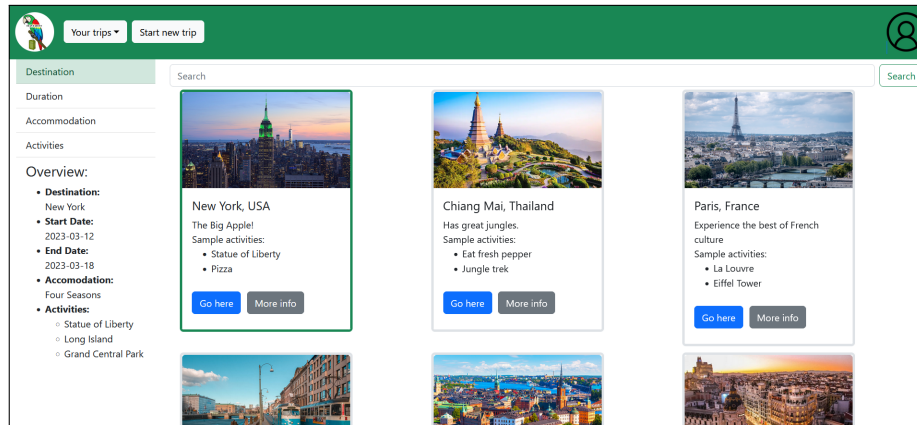 Your trips
Start new trip
Destination
Duration
Accommodation
Activities
Overview:
Destination:
New York
Start Date:
2023-03-12
End Date:
2023-03-18
Accomodation:
Four Seasons
Activities:
Statue of Liberty
Long Island
Grand Central Park
Search
Search
New York, USA
The Big Apple!
Sample activities:
Statue of Liberty
Pizza
Go here
More info
Chiang Mai, Thailand
Has great jungles.
Sample activities:
Eat fresh pepper
Jungle trek
Go here
More info
Paris, France
Experience the best of French
culture
Sample activities:
La Louvre
Eiffel Tower
Go here
More info